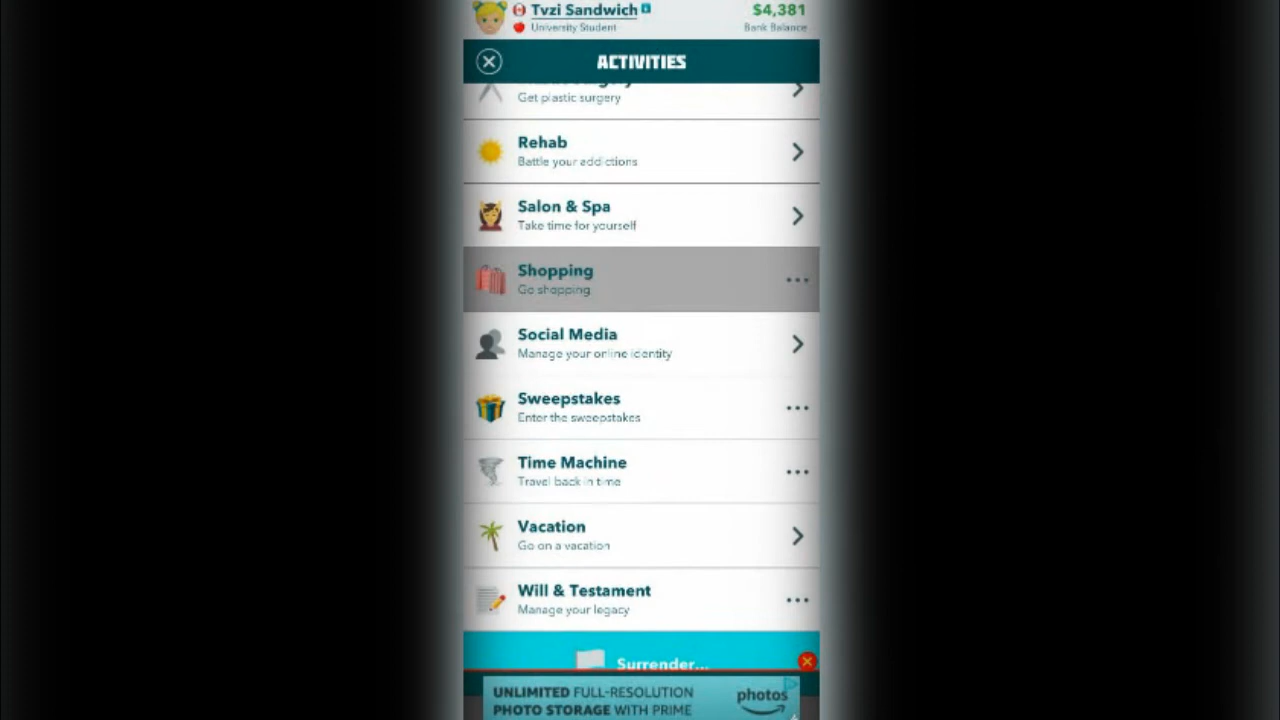 Tvzi Sandwich
$4,381
University Student
Bank Balance
ACTIVITIES
Get plastic surgery
Rehab
Battle your addictions
Salon & Spa
Take time for yourself
Shopping
Go shopping
Social Media
Manage your online identity
Sweepstakes
Enter the sweepstakes
Time Machine
Travel back in time
Vacation
Go on a vacation
Will & Testament
Manage your legacy
Surrender...
UNLIMITED FULL-RESOLUTION
PHOTO STORAGE WITH PRIME
photos